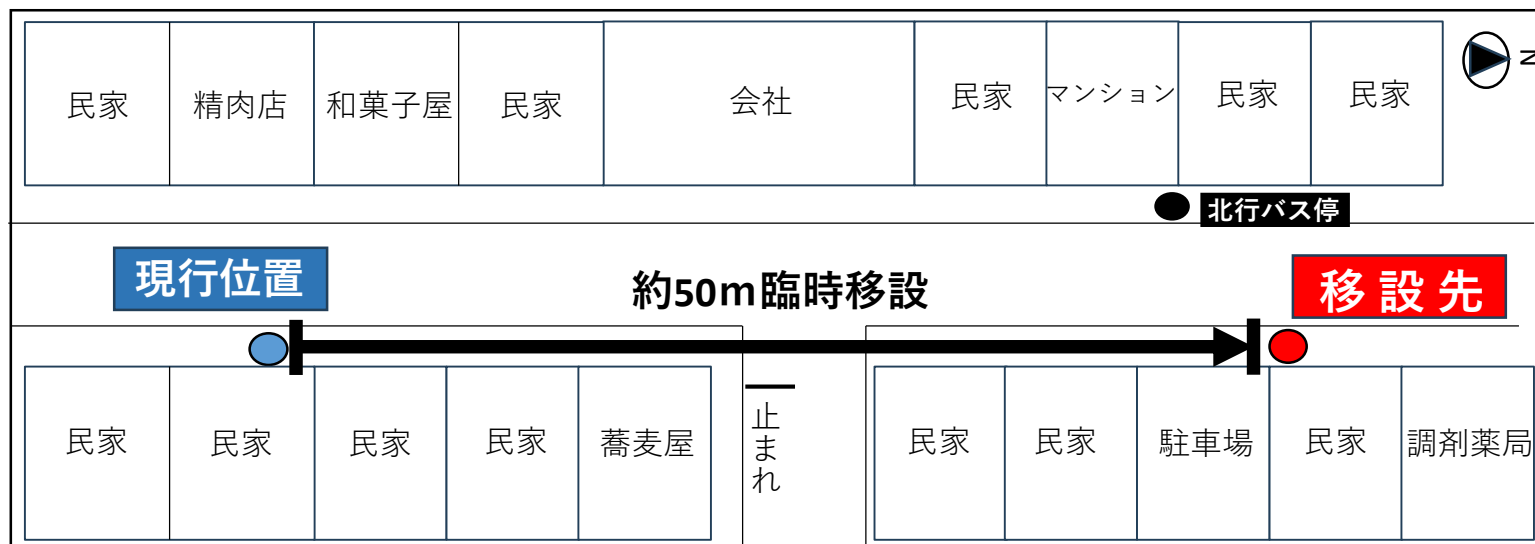 民家
精肉店
和菓子屋
民家
会社
民家
マンション
民家
民家
N
北行バス停
現行位置
約50m臨時移設
移設先
民家
民家
民家
民家
蕎麦屋
止まれ
民家
民家
駐車場
民家
調剤薬局